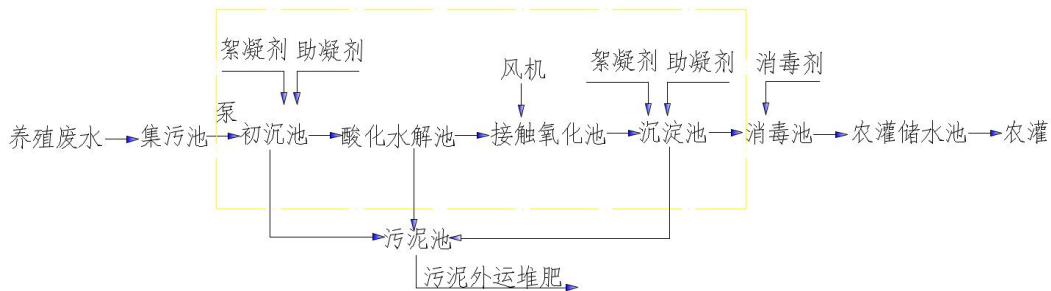 絮凝剂 助凝剂
风机
絮凝剂 助凝剂
消毒剂
泵
养殖废水 集污池 初沉池 酸化水解池 接触氧化池 沉淀池 消毒池 农灌储水池 农灌
污泥池
污泥外运堆肥